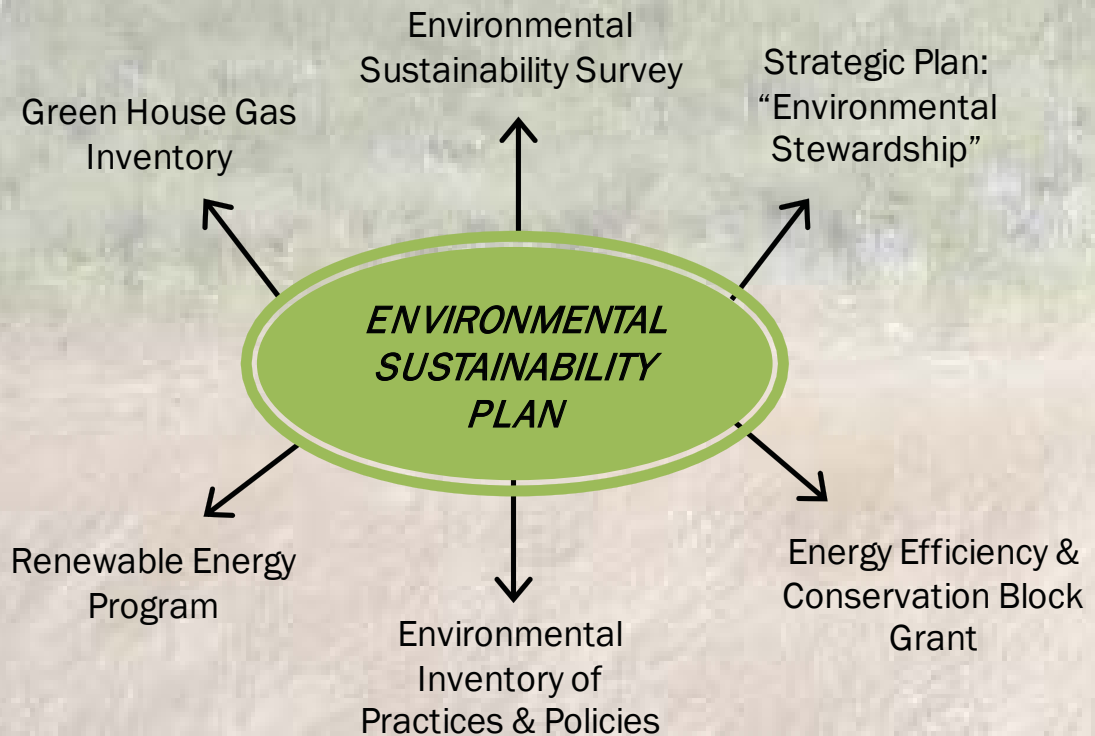 Environmental
Sustainability Survey
Strategic Plan:
“Environmental
Stewardship”
Green House Gas
Inventory
ENVIRONMENTAL
SUSTAINABILITY
PLAN
Renewable Energy
Program
Environmental
Inventory of
Practices & Policies
Energy Efficiency &
Conservation Block
Grant